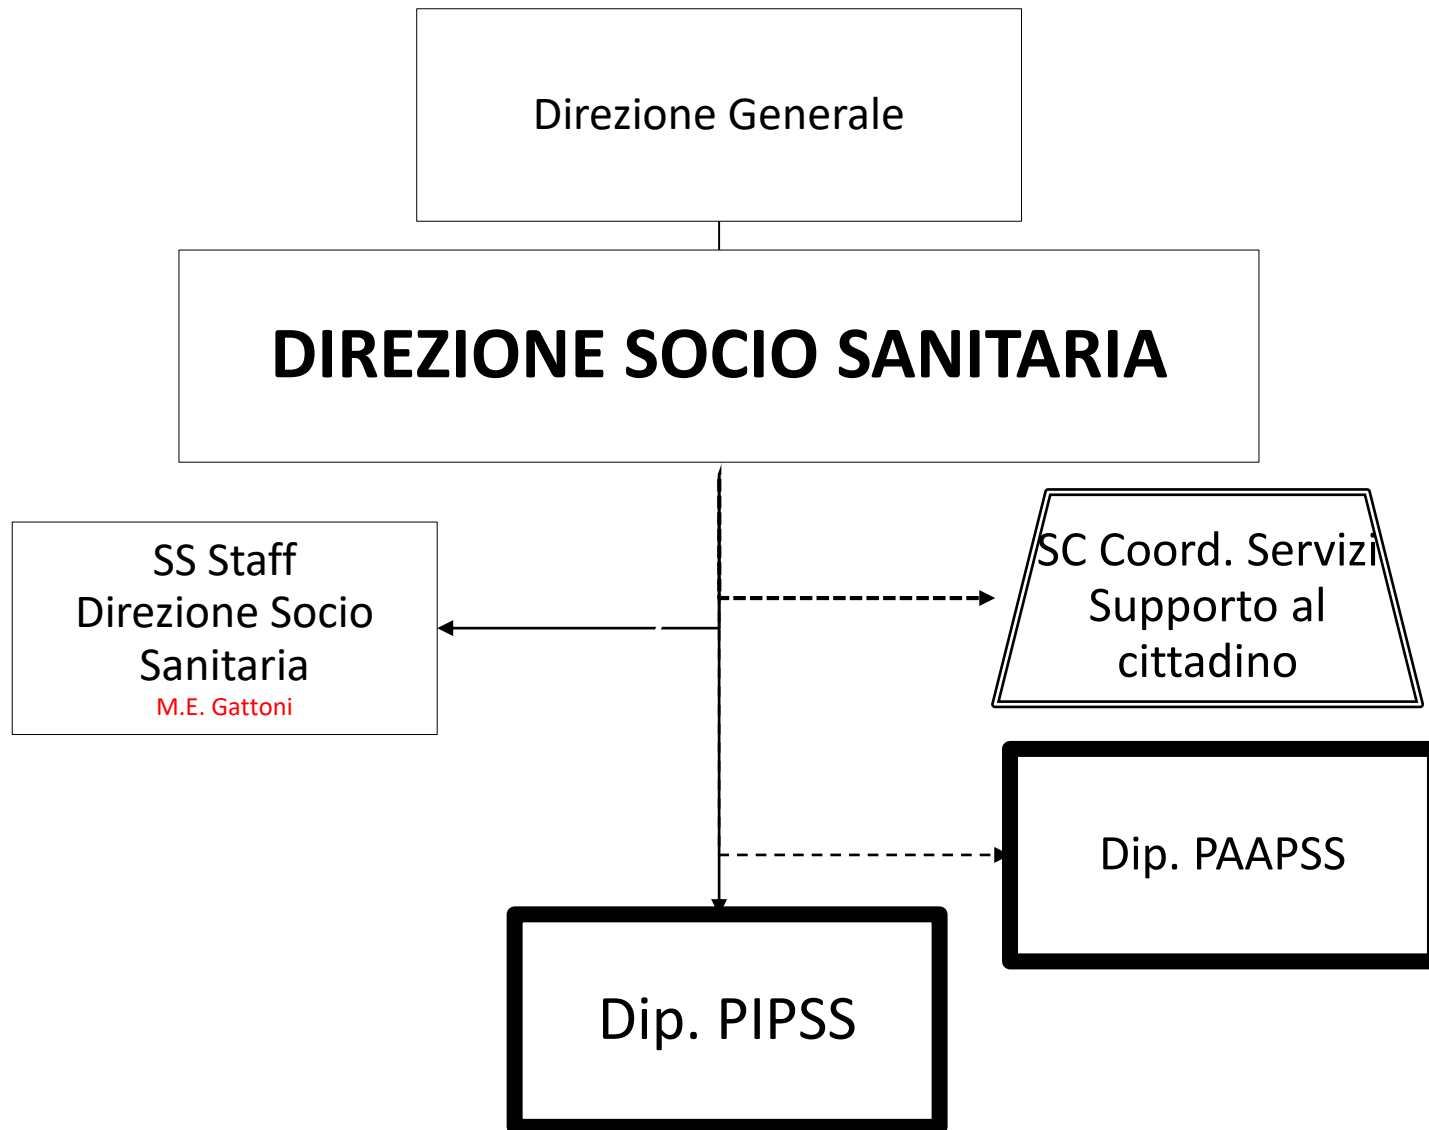 Direzione Generale
DIREZIONE SOCIO SANITARIA
SS Staff
Direzione Socio
Sanitaria
M.E. Gattoni
SC Coord. Servizi
Supporto al
cittadino
Dip. PAAPSS
Dip. PIPSS